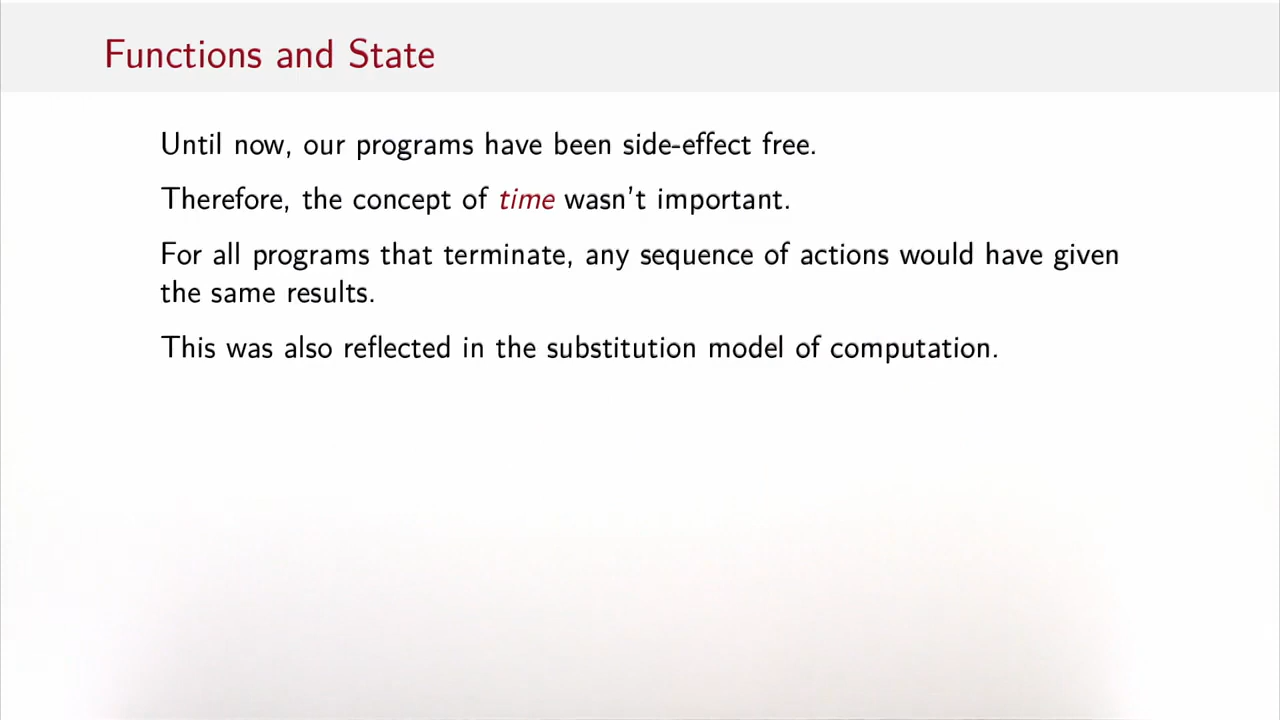 Functions and State
Until now, our programs have been side-effect free.
Therefore, the concept of time wasn't important.
For all programs that terminate, any sequence of actions would have given
the same results.
This was also reflected in the substitution model of computation.